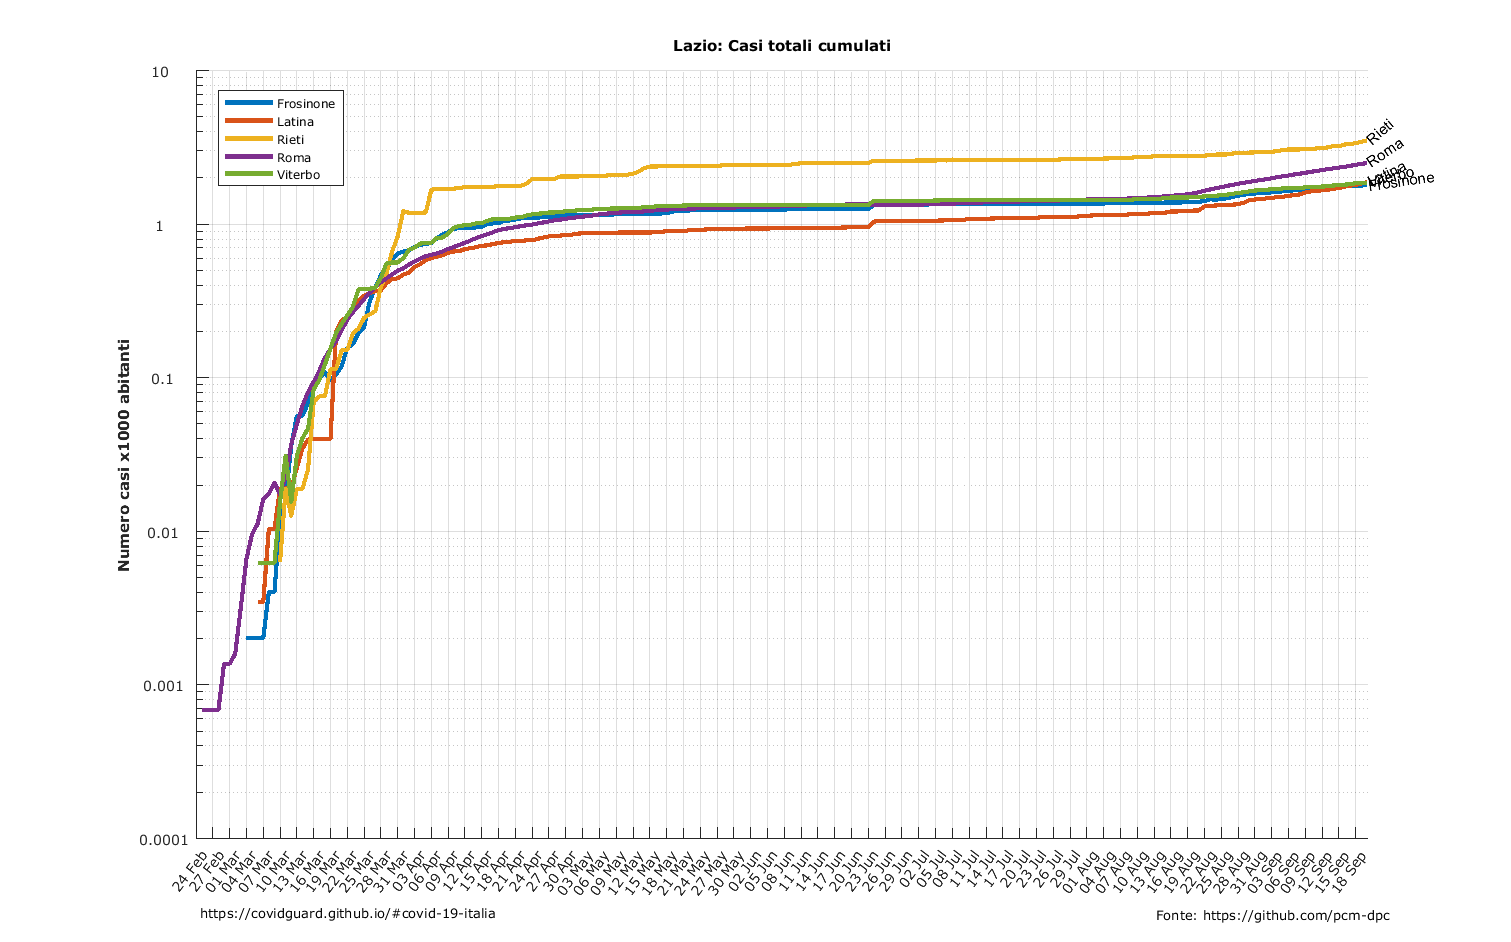 Lazio: Casi totali cumulati
10
1
0.1
0.01
0.001
0.0001
Numero casi x1000 abitanti
Frosinone
Latina
Rieti
Roma
Viterbo
Rieti
Roma
Latina
Viterbo
Frosinone
24 Feb
27 Feb
01 Mar
04 Mar
07 Mar
10 Mar
13 Mar
16 Mar
19 Mar
22 Mar
25 Mar
28 Mar
31 Mar
03 Apr
06 Apr
09 Apr
12 Apr
15 Apr
18 Apr
21 Apr
24 Apr
27 Apr
30 Apr
03 May
06 May
09 May
12 May
15 May
18 May
21 May
24 May
27 May
30 May
02 Jun
05 Jun
08 Jun
11 Jun
14 Jun
17 Jun
20 Jun
23 Jun
26 Jun
29 Jun
02 Jul
05 Jul
08 Jul
11 Jul
14 Jul
17 Jul
20 Jul
23 Jul
26 Jul
29 Jul
01 Aug
04 Aug
07 Aug
10 Aug
13 Aug
16 Aug
19 Aug
22 Aug
25 Aug
28 Aug
31 Aug
03 Sep
06 Sep
09 Sep
12 Sep
15 Sep
18 Sep
https://covidguard.github.io/#covid-19-italia
Fonte: https://github.com/pcm-dpc